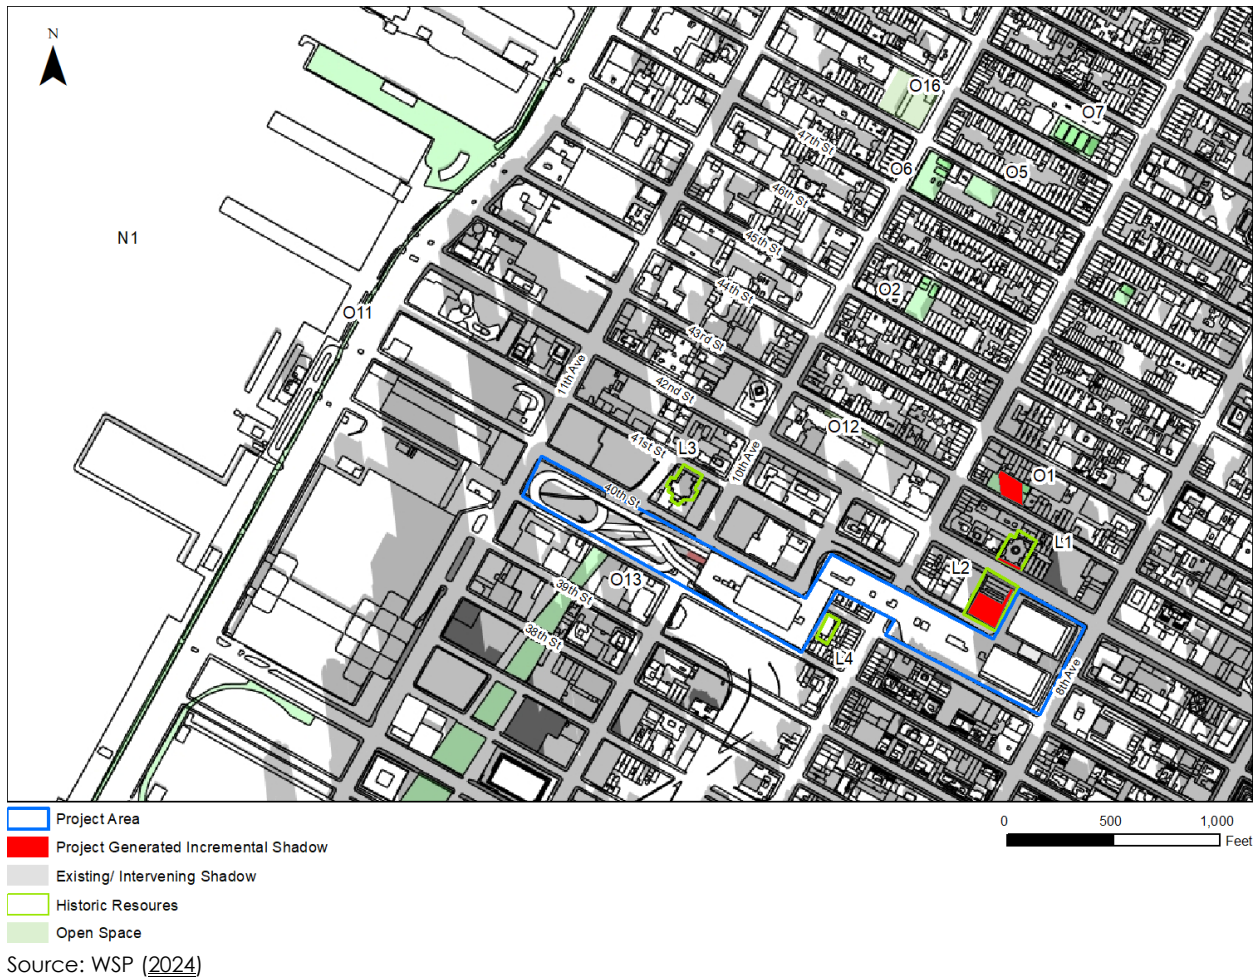 N
O16
O7
47th St
O6
O5
46th St
N1
45th St
44th St
O2
O11
43rd St
11th Ave
42nd St
O12
41st St
L3
10th Ave
O1
40th St
L1
L2
O13
39th St
38th St
L4
8th Ave
Project Area
0 500 1,000
Project Generated Incremental Shadow
Feet
Existing/ Intervening Shadow
Historic Resoures
Open Space
Source: WSP (2024)